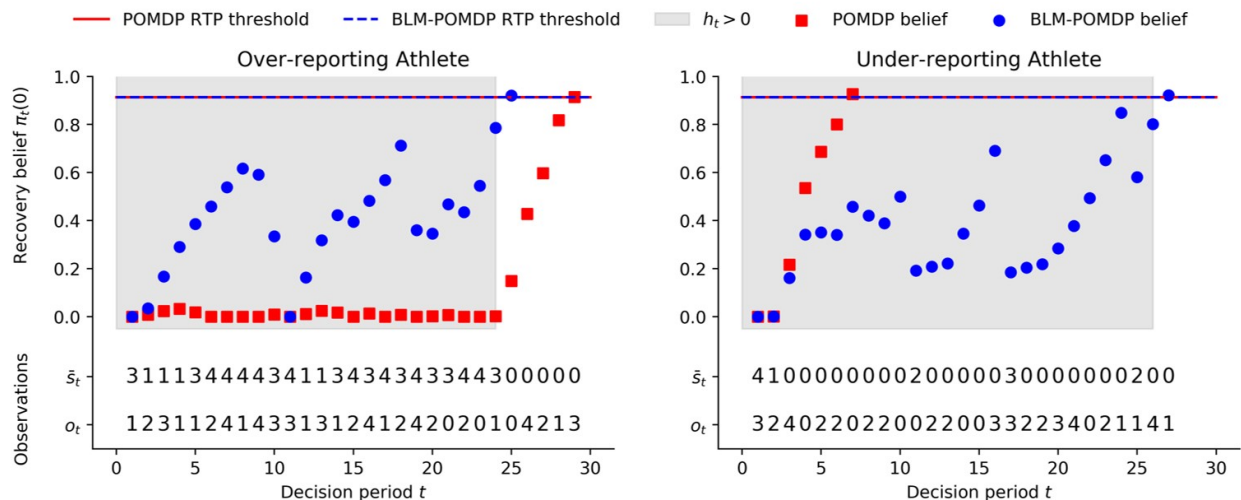 POMDP RTP threshold BLM-POMDP RTP threshold h_t > 0 POMDP belief BLM-POMDP belief
Over-reporting Athlete
Recovery belief π_t(0)
1.0
0.8
0.6
0.4
0.2
0.0
Observations
s̄_t 3 1 1 1 3 4 4 4 4 3 4 1 1 3 4 3 4 3 4 3 3 4 4 3 0 0 0 0 0
o_t 1 2 3 1 1 2 4 1 4 3 3 1 3 1 2 4 1 2 4 2 0 2 0 1 0 4 2 1 3
0 5 10 15 20 25 30
Decision period t
Under-reporting Athlete
1.0
0.8
0.6
0.4
0.2
0.0
s̄_t 4 1 0 0 0 0 0 0 0 0 2 0 0 0 0 0 3 0 0 0 0 0 0 0 2 0 0
o_t 3 2 4 0 2 2 0 2 2 0 0 2 2 0 0 3 3 2 2 3 4 0 2 1 1 4 1
0 5 10 15 20 25 30
Decision period t